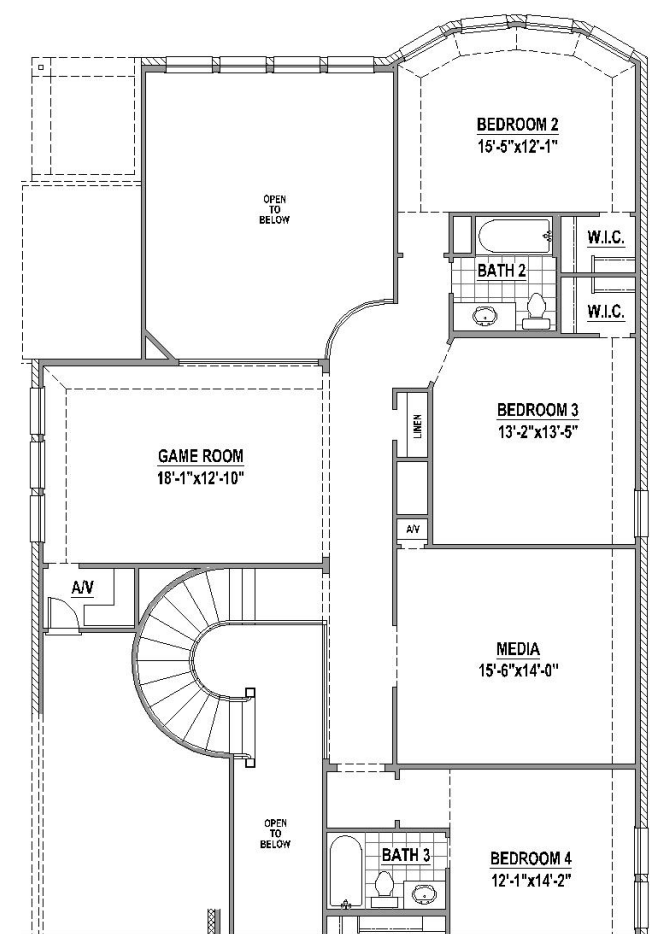 BEDROOM 2
15'-5"x12'-1"
OPEN
TO
BELOW
W.I.C.
BATH 2
W.I.C.
BEDROOM 3
13'-2"x13'-5"
LINEN
GAME ROOM
18'-1"x12'-10"
A/V
A/V
MEDIA
15'-6"x14'-0"
OPEN
TO
BELOW
BATH 3
BEDROOM 4
12'-1"x14'-2"